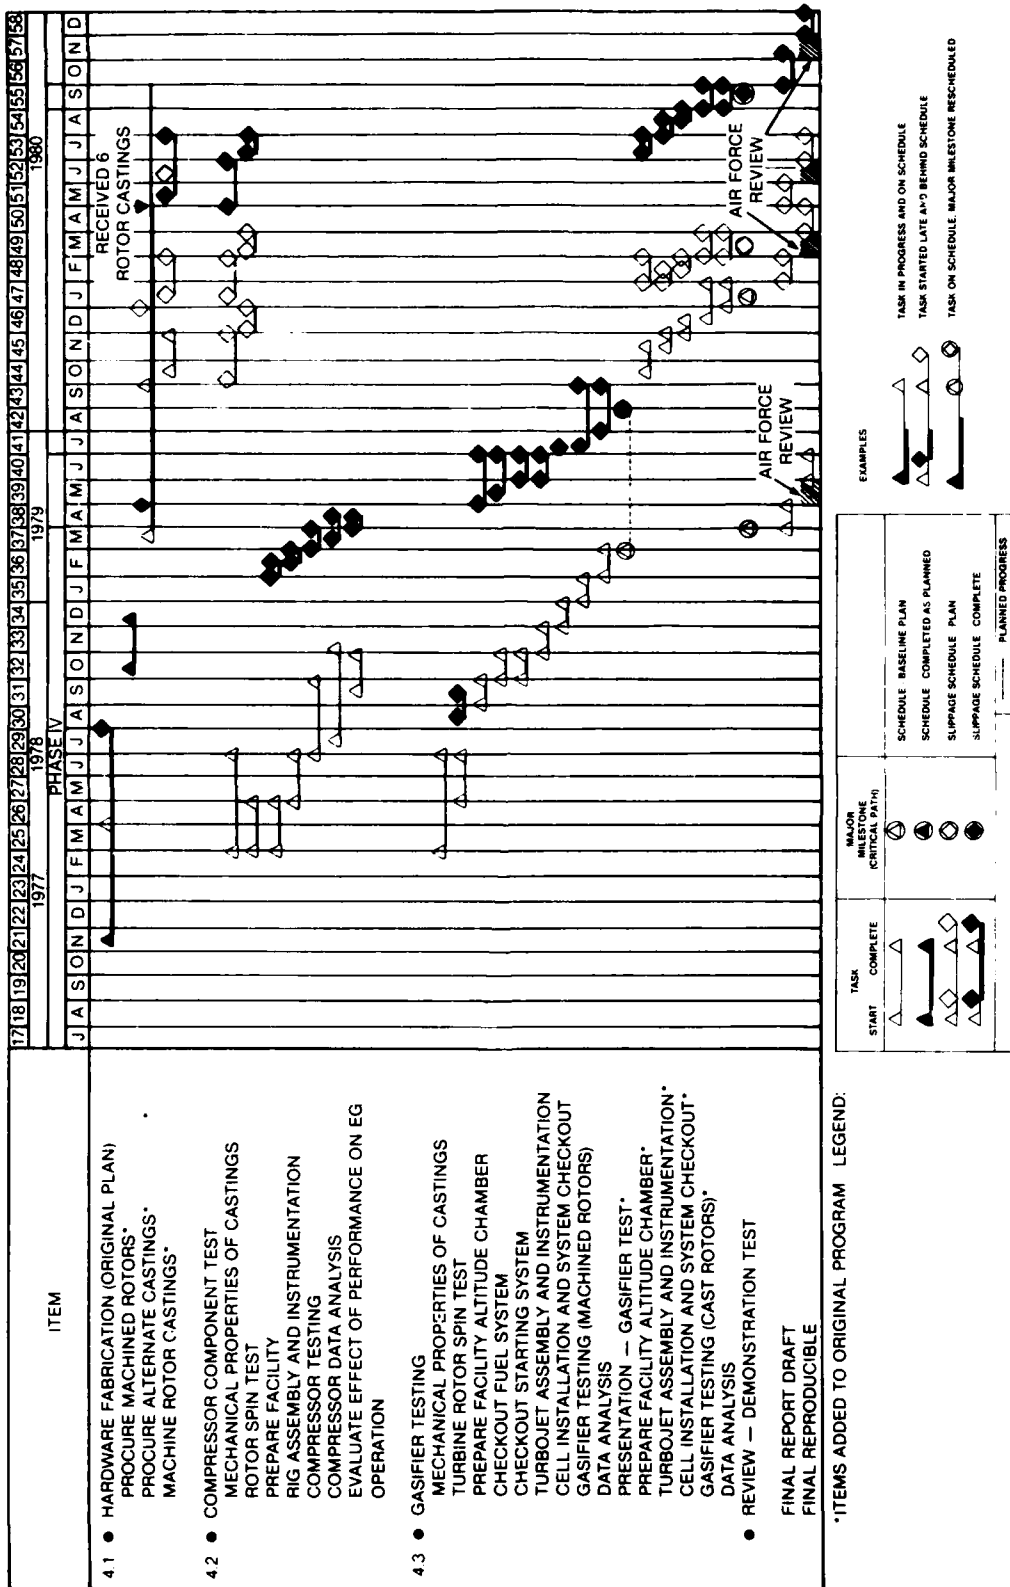 ITEM
17 18 19 20 21 22 23 24 25 26 27 28 29 30 31 32 33 34 35 36 37 38 39 40 41 42 43 44 45 46 47 48 49 50 51 52 53 54 55 56 57 58
1977 1978 1979 1980
PHASE IV
J A S O N D J F M A M J J A S O N D J F M A M J J A S O N D J F M A M J J A S O N D
4.1 ● HARDWARE FABRICATION (ORIGINAL PLAN)
PROCURE MACHINED ROTORS*
PROCURE ALTERNATE CASTINGS*
MACHINE ROTOR CASTINGS*
RECEIVED 6
ROTOR CASTINGS
4.2 ● COMPRESSOR COMPONENT TEST
MECHANICAL PROPERTIES OF CASTINGS
ROTOR SPIN TEST
PREPARE FACILITY
RIG ASSEMBLY AND INSTRUMENTATION
COMPRESSOR TESTING
COMPRESSOR DATA ANALYSIS
EVALUATE EFFECT OF PERFORMANCE ON EG
OPERATION
4.3 ● GASIFIER TESTING
MECHANICAL PROPERTIES OF CASTINGS
TURBINE ROTOR SPIN TEST
PREPARE FACILITY ALTITUDE CHAMBER
CHECKOUT FUEL SYSTEM
CHECKOUT STARTING SYSTEM
TURBOJET ASSEMBLY AND INSTRUMENTATION
CELL INSTALLATION AND SYSTEM CHECKOUT
GASIFIER TESTING (MACHINED ROTORS)
DATA ANALYSIS
PRESENTATION — GASIFIER TEST*
PREPARE FACILITY ALTITUDE CHAMBER*
TURBOJET ASSEMBLY AND INSTRUMENTATION*
CELL INSTALLATION AND SYSTEM CHECKOUT*
GASIFIER TESTING (CAST ROTORS)*
DATA ANALYSIS
● REVIEW — DEMONSTRATION TEST
FINAL REPORT DRAFT
FINAL REPRODUCIBLE
AIR FORCE
REVIEW
AIR FORCE
REVIEW
*ITEMS ADDED TO ORIGINAL PROGRAM LEGEND:
TASK
START COMPLETE
MAJOR
MILESTONE
(CRITICAL PATH)
SCHEDULE BASELINE PLAN
SCHEDULE COMPLETED AS PLANNED
SLIPPAGE SCHEDULE PLAN
SLIPPAGE SCHEDULE COMPLETE
PLANNED PROGRESS
EXAMPLES
TASK IN PROGRESS AND ON SCHEDULE
TASK STARTED LATE AND BEHIND SCHEDULE
TASK ON SCHEDULE, MAJOR MILESTONE RESCHEDULED